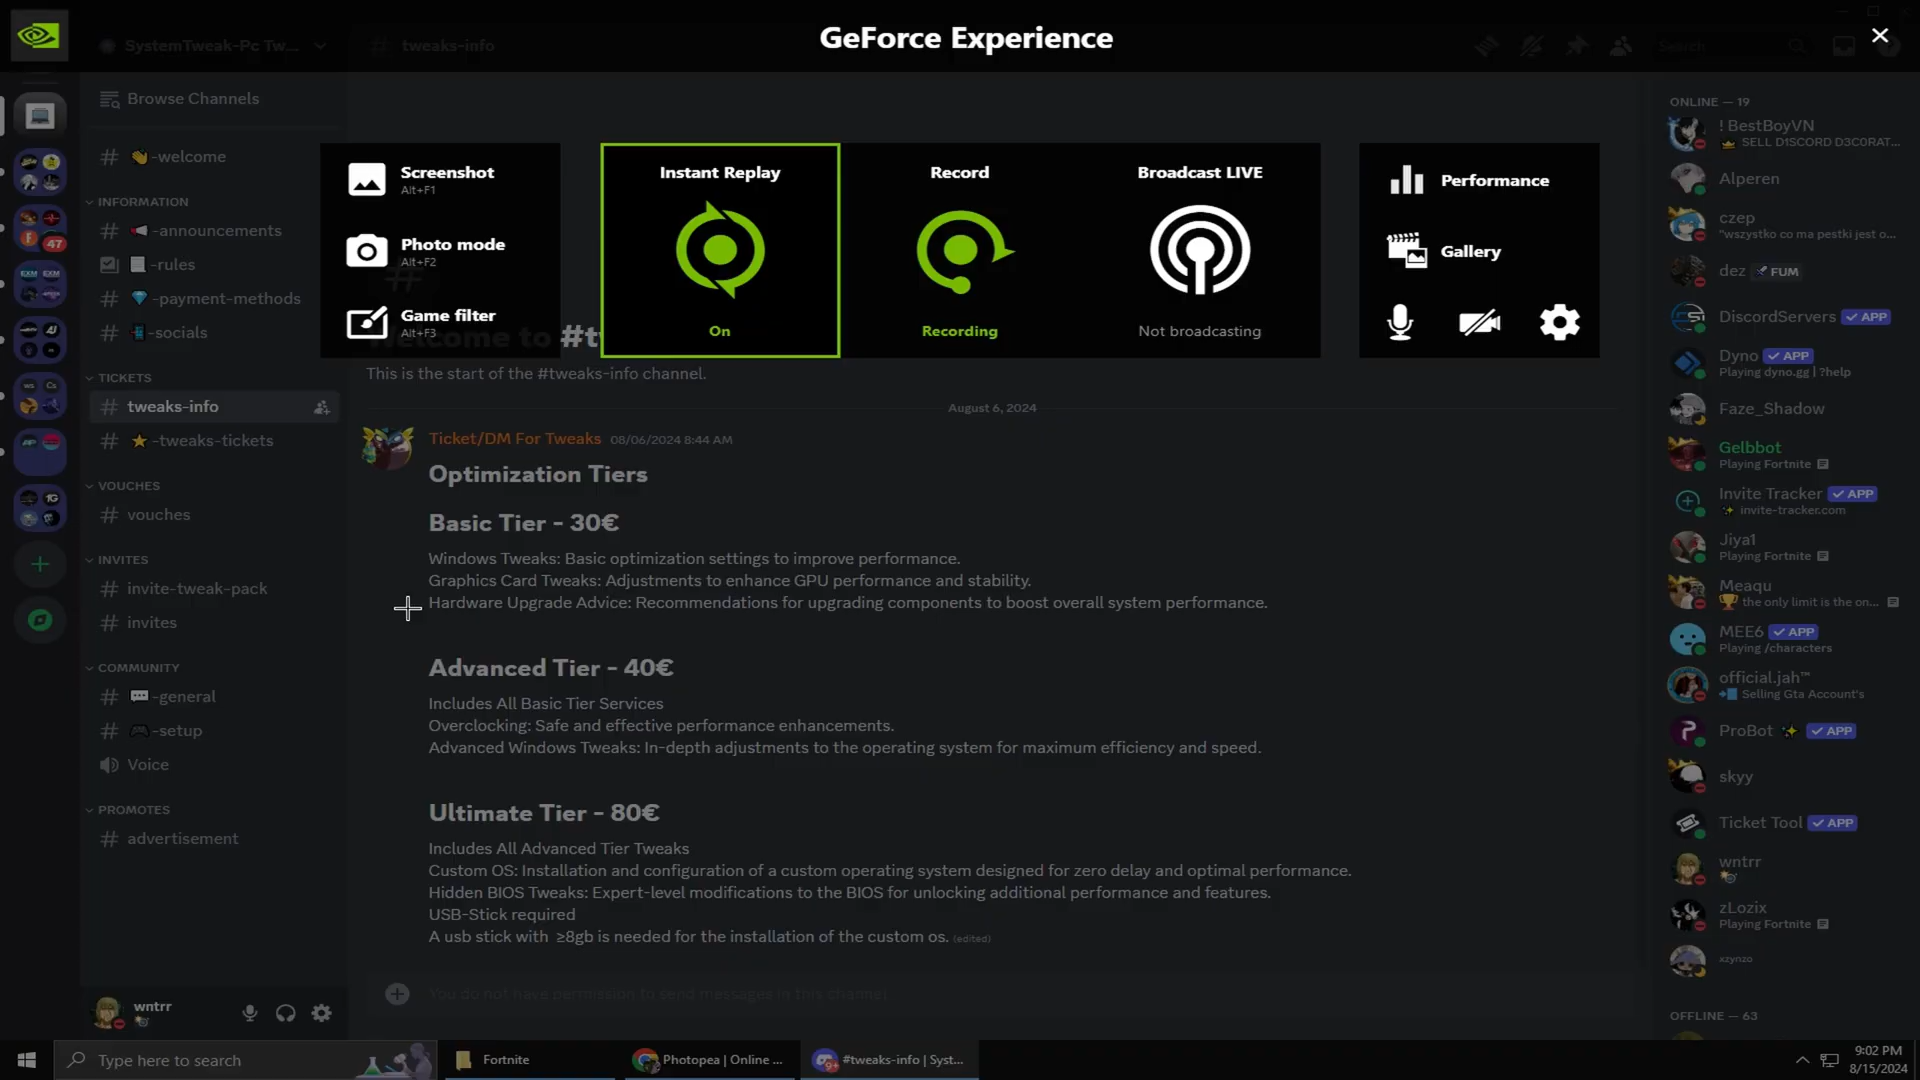 GeForce Experience
SystemTweak-Pc Tw...
tweaks-info
Search
Browse Channels
-welcome
INFORMATION
-announcements
-rules
-payment-methods
-socials
TICKETS
tweaks-info
-tweaks-tickets
VOUCHES
vouches
INVITES
invite-tweak-pack
invites
COMMUNITY
-general
-setup
Voice
PROMOTES
advertisement
wntrr
47
EXM EXM
ws Cs
1G
9+
Screenshot
Alt+F1
Photo mode
Alt+F2
Game filter
Alt+F3
Instant Replay
On
Record
Recording
Broadcast LIVE
Not broadcasting
Performance
Gallery
Welcome to #tw
This is the start of the #tweaks-info channel.
August 6, 2024
Ticket/DM For Tweaks 08/06/2024 8:44 AM
Optimization Tiers
Basic Tier - 30€
Windows Tweaks: Basic optimization settings to improve performance.
Graphics Card Tweaks: Adjustments to enhance GPU performance and stability.
Hardware Upgrade Advice: Recommendations for upgrading components to boost overall system performance.
Advanced Tier - 40€
Includes All Basic Tier Services
Overclocking: Safe and effective performance enhancements.
Advanced Windows Tweaks: In-depth adjustments to the operating system for maximum efficiency and speed.
Ultimate Tier - 80€
Includes All Advanced Tier Tweaks
Custom OS: Installation and configuration of a custom operating system designed for zero delay and optimal performance.
Hidden BIOS Tweaks: Expert-level modifications to the BIOS for unlocking additional performance and features.
USB-Stick required
A usb stick with ≥8gb is needed for the installation of the custom os. (edited)
You do not have permission to send messages in this channel.
ONLINE — 19
! BestBoyVN
SELL D1SCORD D3CORAT...
Alperen
czep
"wszystko co ma pestki jest o...
dez FUM
DiscordServers APP
Dyno APP
Playing dyno.gg | ?help
Faze_Shadow
Gelbbot
Playing Fortnite
Invite Tracker APP
invite-tracker.com
Jiya1
Playing Fortnite
Meaqu
the only limit is the on...
MEE6 APP
Playing /characters
official.jah™
Selling Gta Account's
ProBot APP
skyy
Ticket Tool APP
wntrr
zLozix
Playing Fortnite
xzynzo
OFFLINE — 63
Type here to search
Fortnite
Photopea | Online ...
#tweaks-info | Syst...
9:02 PM
8/15/2024